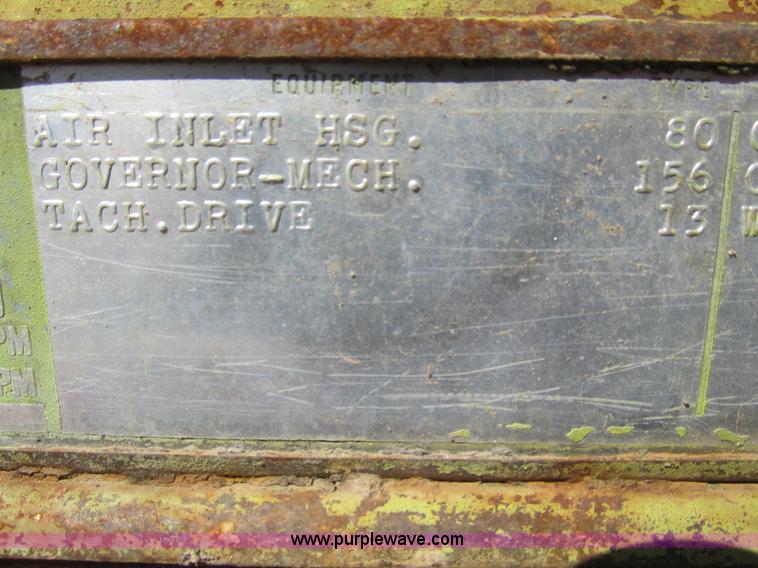 EQUIPMENT TYPE
AIR INLET HSG. 80
GOVERNOR-MECH. 156
TACH.DRIVE 13 W
PM
PM
www.purplewave.com